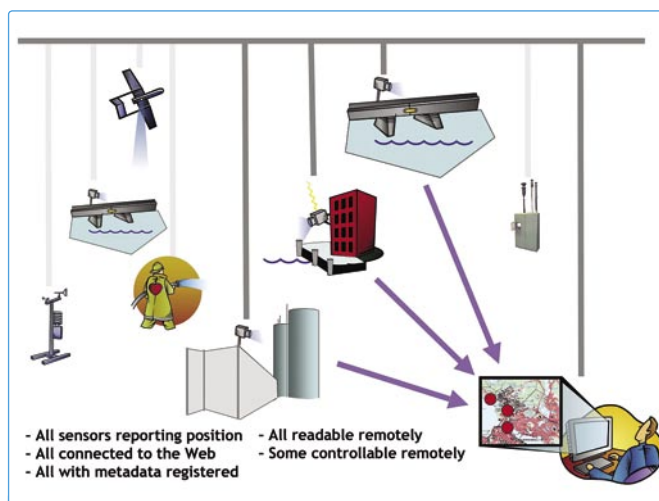 - All sensors reporting position
- All connected to the Web
- All with metadata registered
- All readable remotely
- Some controllable remotely